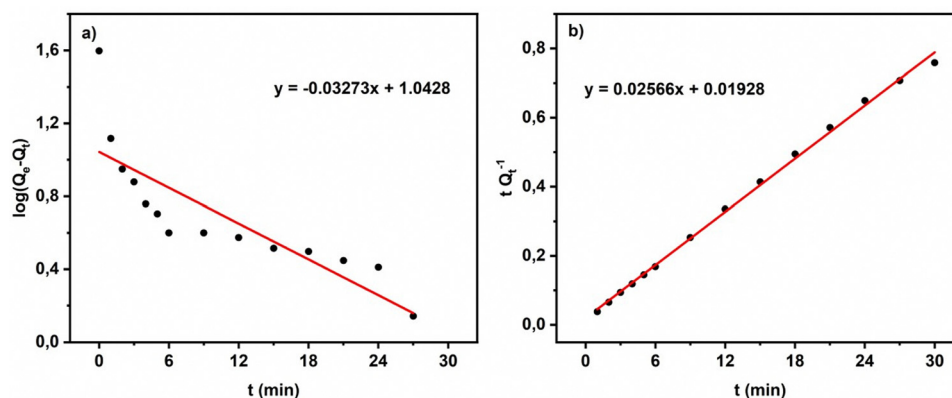 a)
y = -0.03273x + 1.0428
log(Qe-Qt)
1,6
1,2
0,8
0,4
0,0
0 6 12 18 24 30
t (min)
b)
y = 0.02566x + 0.01928
t Qt-1
0,8
0,6
0,4
0,2
0,0
0 6 12 18 24 30
t (min)